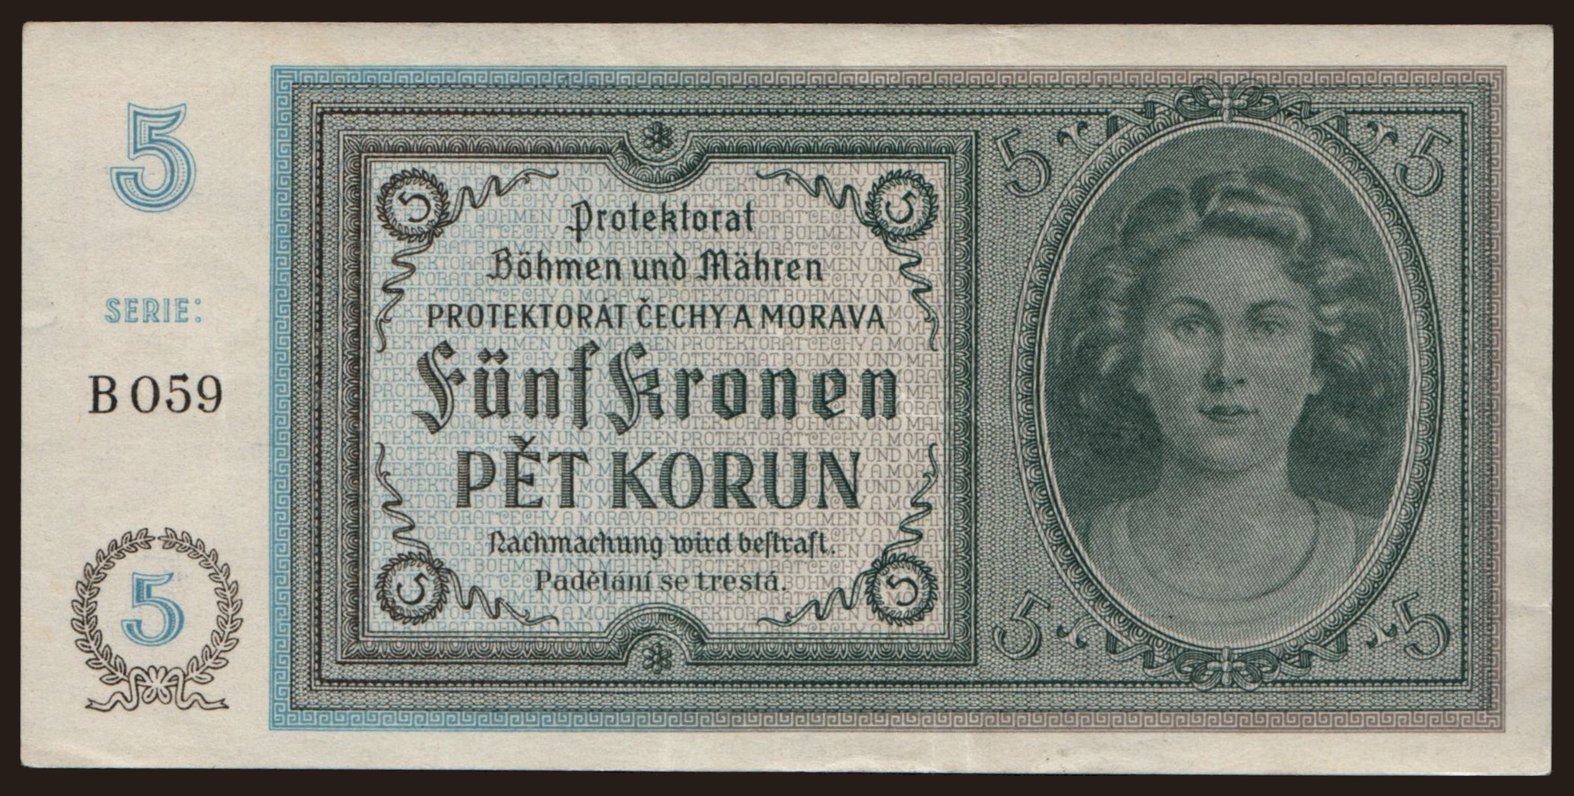 5
5
5
SERIE:
B 059
5
5
5
Protektorat
Böhmen und Mähren
PROTEKTORÁT ČECHY A MORAVA
Fünf Kronen
PĚT KORUN
Nachmachung wird bestraft.
Padělání se trestá.
5
5
5
5
5